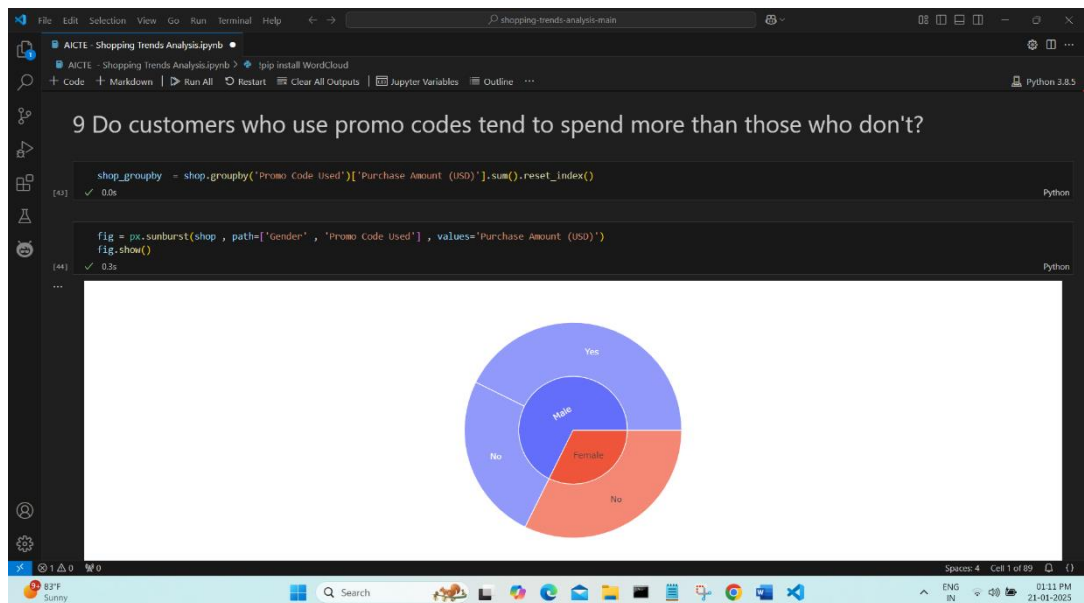 File Edit Selection View Go Run Terminal Help
shopping-trends-analysis-main
AICTE - Shopping Trends Analysis.ipynb
AICTE - Shopping Trends Analysis.ipynb > !pip install WordCloud
+ Code + Markdown | Run All Restart Clear All Outputs | Jupyter Variables Outline ...
Python 3.8.5
1
9 Do customers who use promo codes tend to spend more than those who don't?
shop_groupby = shop.groupby('Promo Code Used')['Purchase Amount (USD)'].sum().reset_index()
[43] ✓ 0.0s Python
fig = px.sunburst(shop , path=['Gender' , 'Promo Code Used'] , values='Purchase Amount (USD)')
fig.show()
[44] ✓ 0.3s Python
...
Yes
Male
No
Female
No
1 0 0
Spaces: 4 Cell 1 of 89 {}
9+ 83°F
Sunny
Search
ENG
IN
01:11 PM
21-01-2025